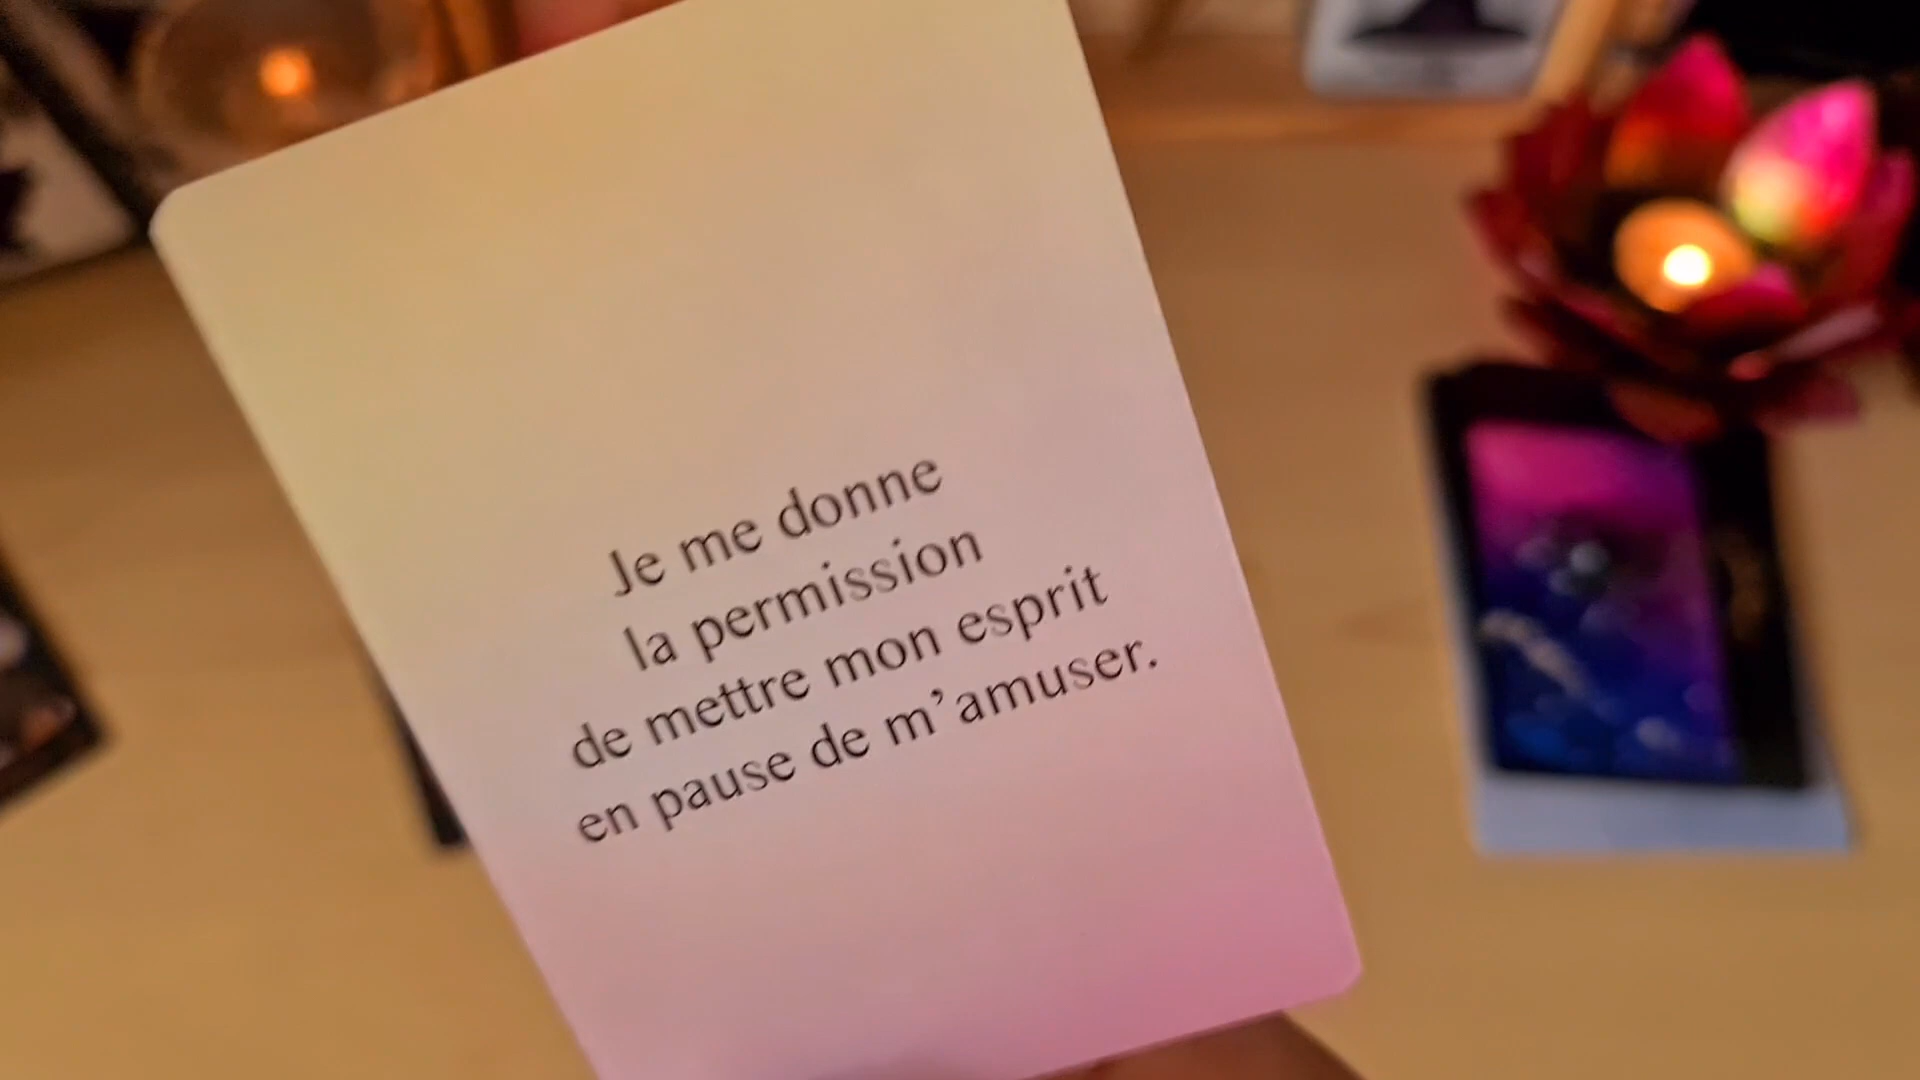 Je me donne
la permission
de mettre mon esprit
en pause de m’amuser.